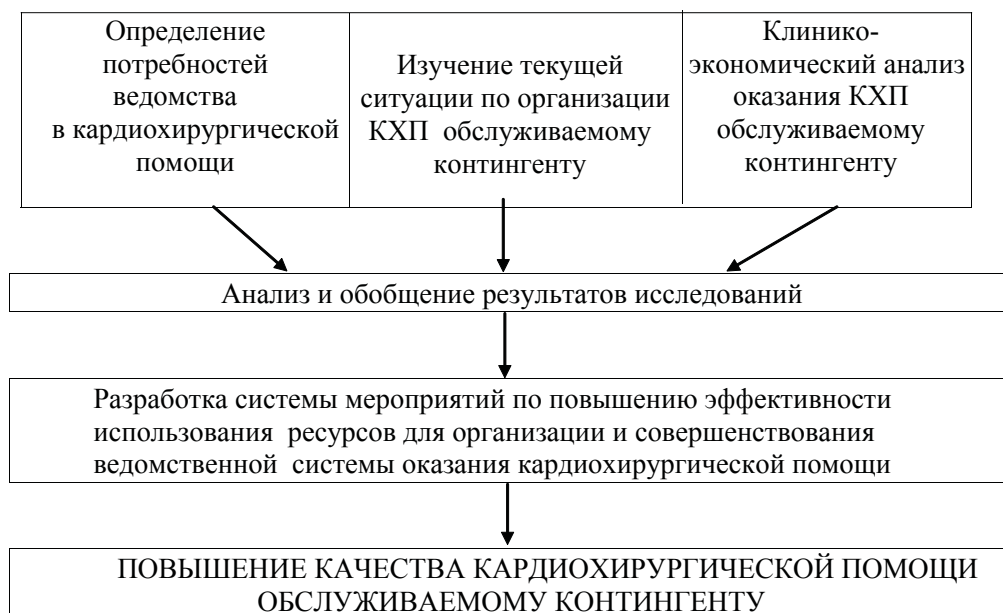 Определение
потребностей
ведомства
в кардиохирургической
помощи
Изучение текущей
ситуации по организации
КХП обслуживаемому
контингенту
Клинико-
экономический анализ
оказания КХП
обслуживаемому
контингенту
Анализ и обобщение результатов исследований
Разработка системы мероприятий по повышению эффективности
использования ресурсов для организации и совершенствования
ведомственной системы оказания кардиохирургической помощи
ПОВЫШЕНИЕ КАЧЕСТВА КАРДИОХИРУРГИЧЕСКОЙ ПОМОЩИ
ОБСЛУЖИВАЕМОМУ КОНТИНГЕНТУ